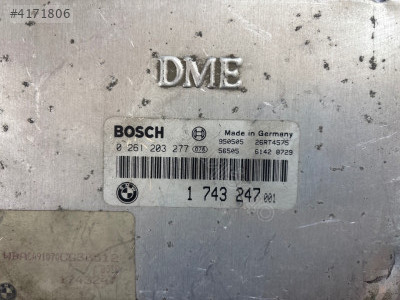 #4171806
DME
BOSCH
Made in Germany
0 261 203 277
950505 26RT4575
56505 6142 0729
BMW
1 743 247 001